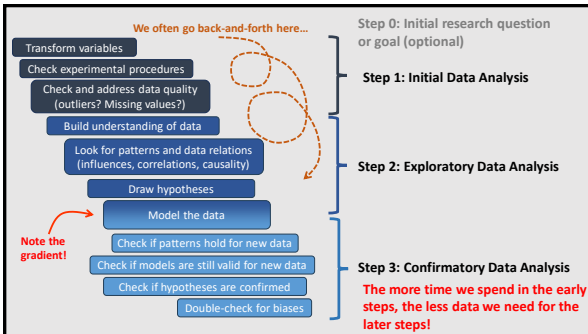 We often go back-and-forth here...
Step 0: Initial research question
or goal (optional)
Transform variables
Check experimental procedures
Check and address data quality
(outliers? Missing values?)
Step 1: Initial Data Analysis
Build understanding of data
Look for patterns and data relations
(influences, correlations, causality)
Draw hypotheses
Step 2: Exploratory Data Analysis
Model the data
Note the
gradient!
Check if patterns hold for new data
Check if models are still valid for new data
Check if hypotheses are confirmed
Double-check for biases
Step 3: Confirmatory Data Analysis
The more time we spend in the early
steps, the less data we need for the
later steps!